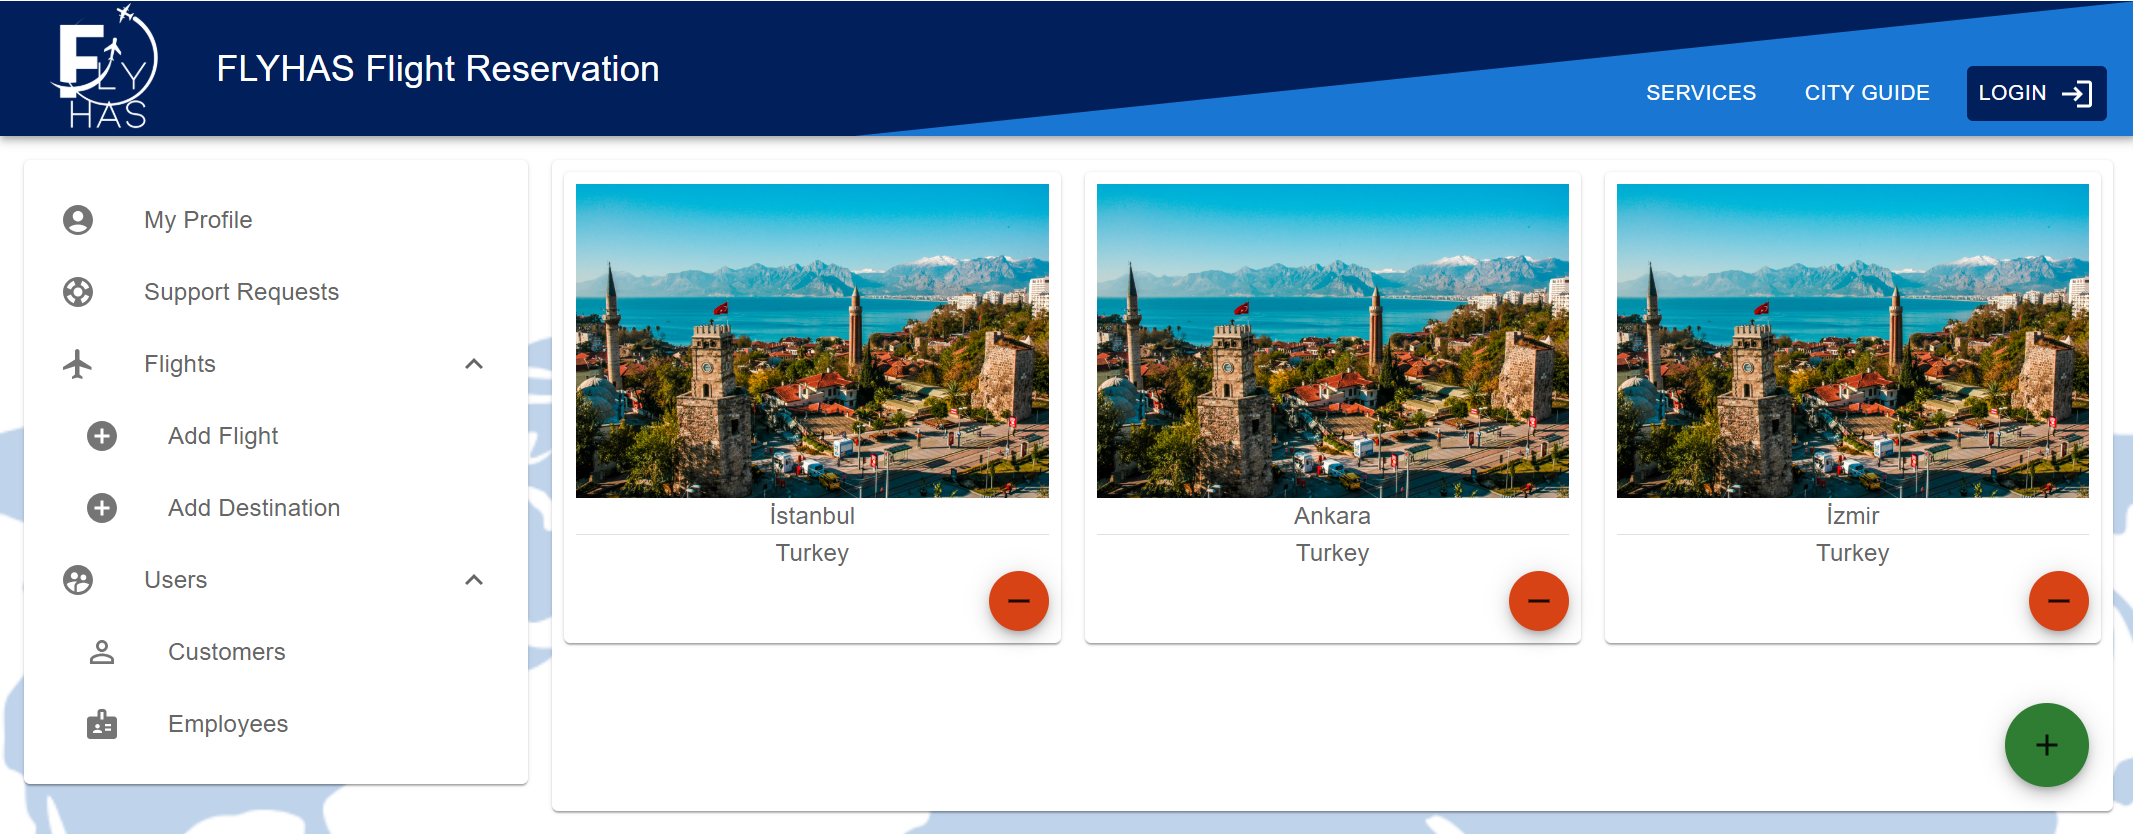 FLY
HAS
FLYHAS Flight Reservation
SERVICES
CITY GUIDE
LOGIN
My Profile
Support Requests
Flights
Add Flight
Add Destination
Users
Customers
Employees
İstanbul
Turkey
Ankara
Turkey
İzmir
Turkey